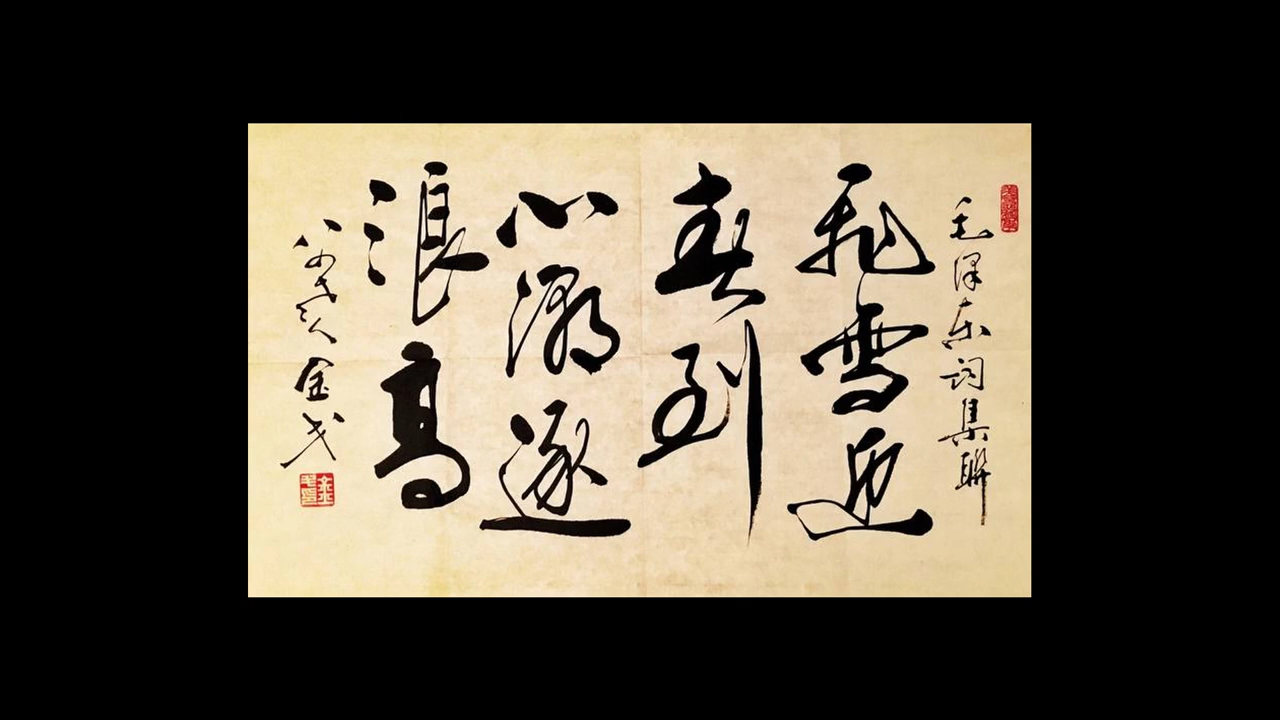 毛泽东词集联
飞雪迎
春到
心潮逐
浪高
金戈